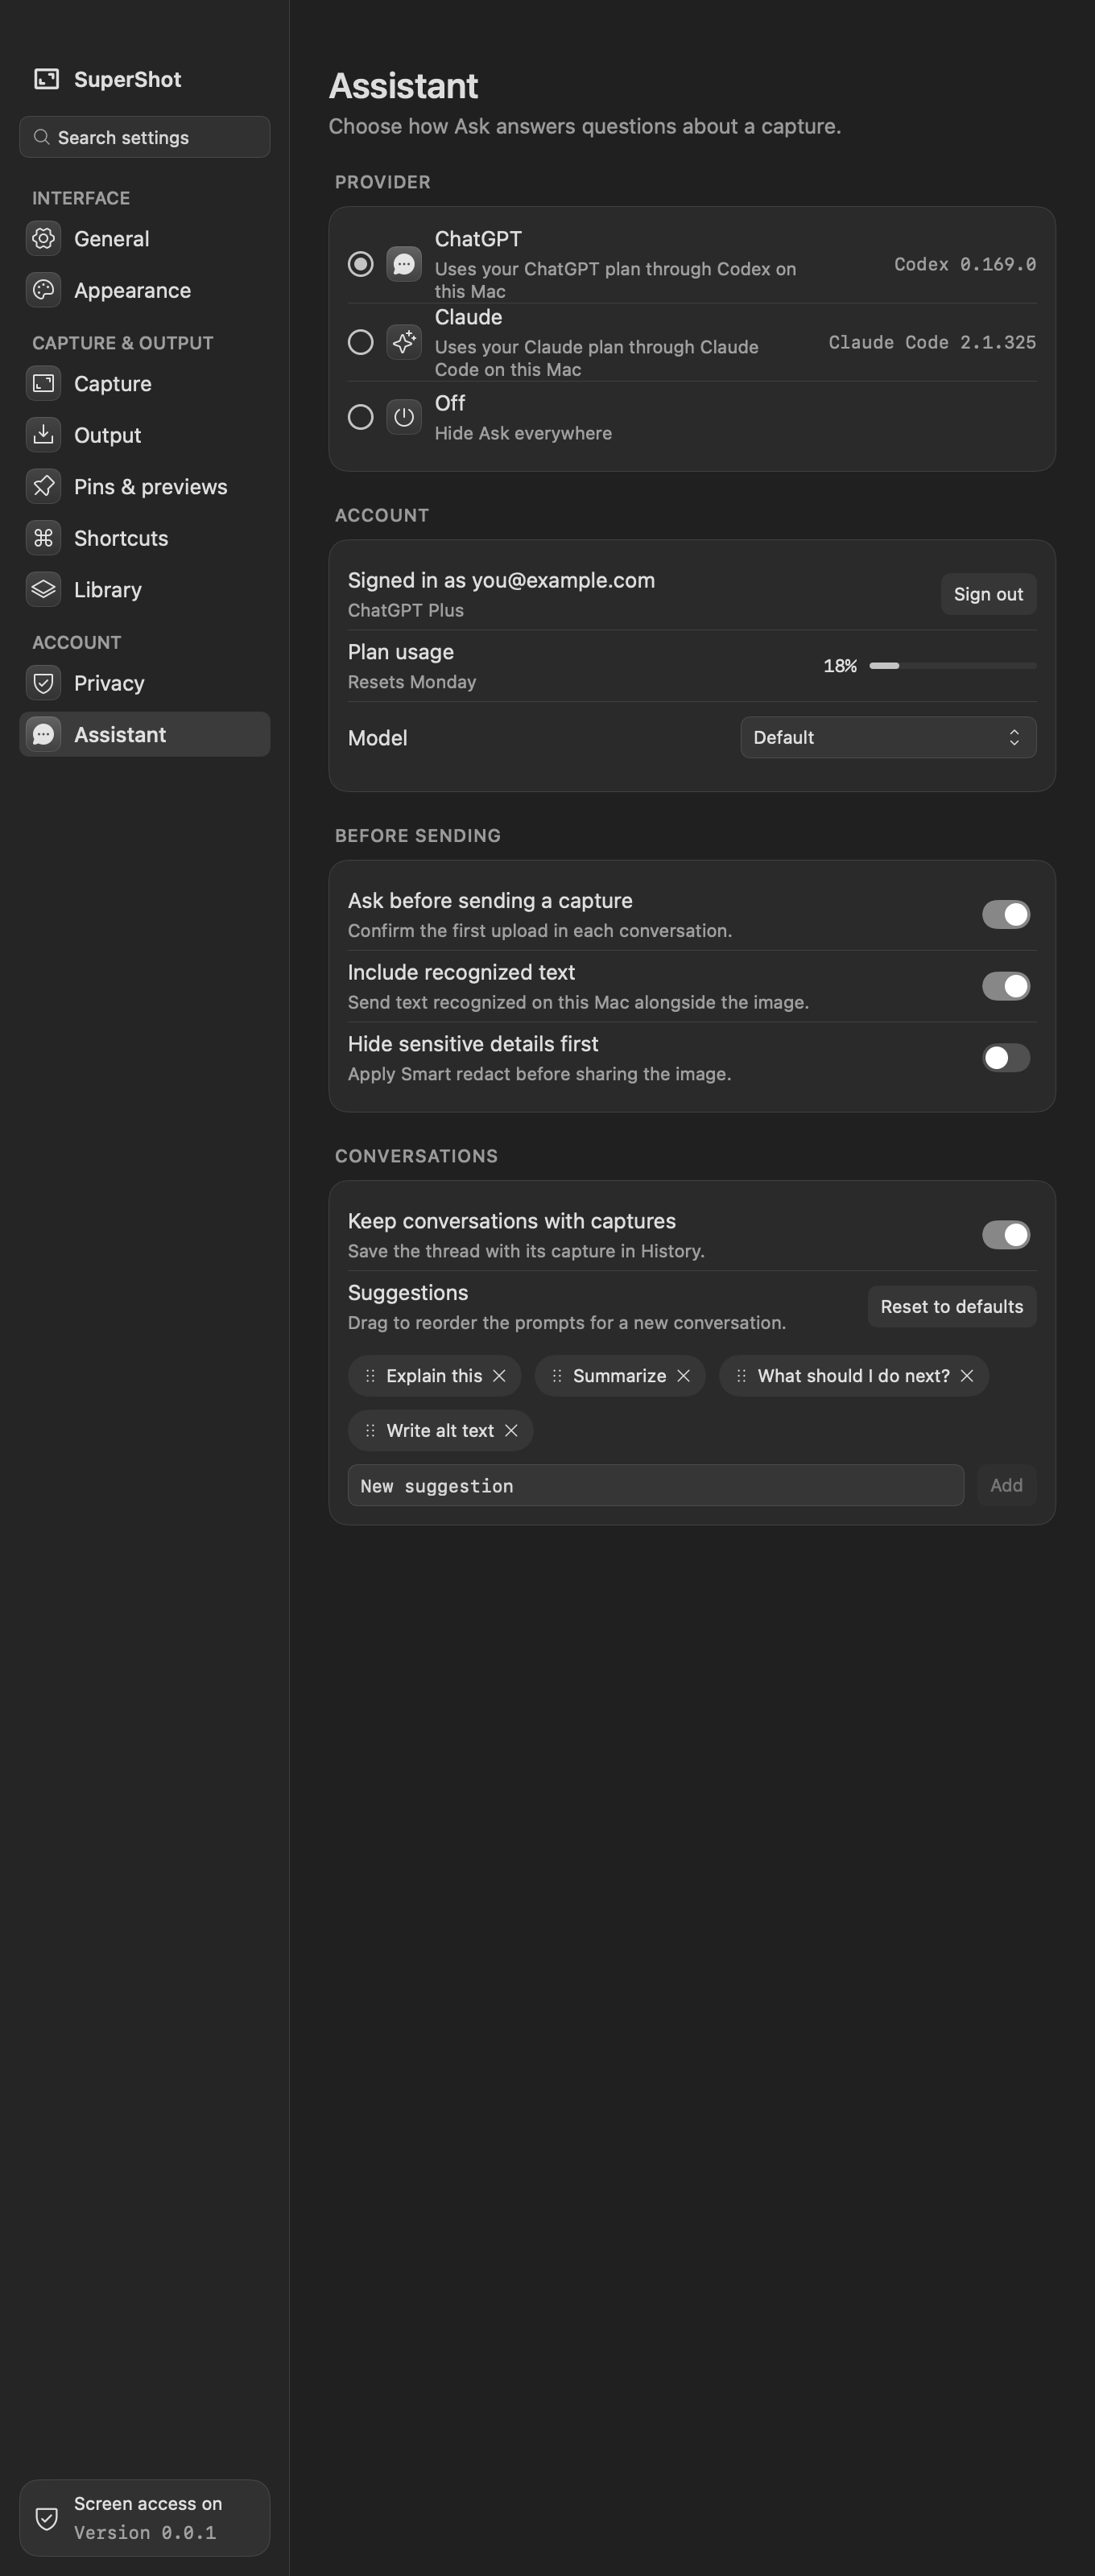 SuperShot
Search settings
INTERFACE
General
Appearance
CAPTURE & OUTPUT
Capture
Output
Pins & previews
Shortcuts
Library
ACCOUNT
Privacy
Assistant
Screen access on
Version 0.0.1
Assistant
Choose how Ask answers questions about a capture.
PROVIDER
ChatGPT
Uses your ChatGPT plan through Codex on
this Mac
Codex 0.169.0
Claude
Uses your Claude plan through Claude
Code on this Mac
Claude Code 2.1.325
Off
Hide Ask everywhere
ACCOUNT
Signed in as you@example.com
ChatGPT Plus
Sign out
Plan usage
Resets Monday
18%
Model
Default
BEFORE SENDING
Ask before sending a capture
Confirm the first upload in each conversation.
Include recognized text
Send text recognized on this Mac alongside the image.
Hide sensitive details first
Apply Smart redact before sharing the image.
CONVERSATIONS
Keep conversations with captures
Save the thread with its capture in History.
Suggestions
Drag to reorder the prompts for a new conversation.
Reset to defaults
Explain this
Summarize
What should I do next?
Write alt text
New suggestion
Add